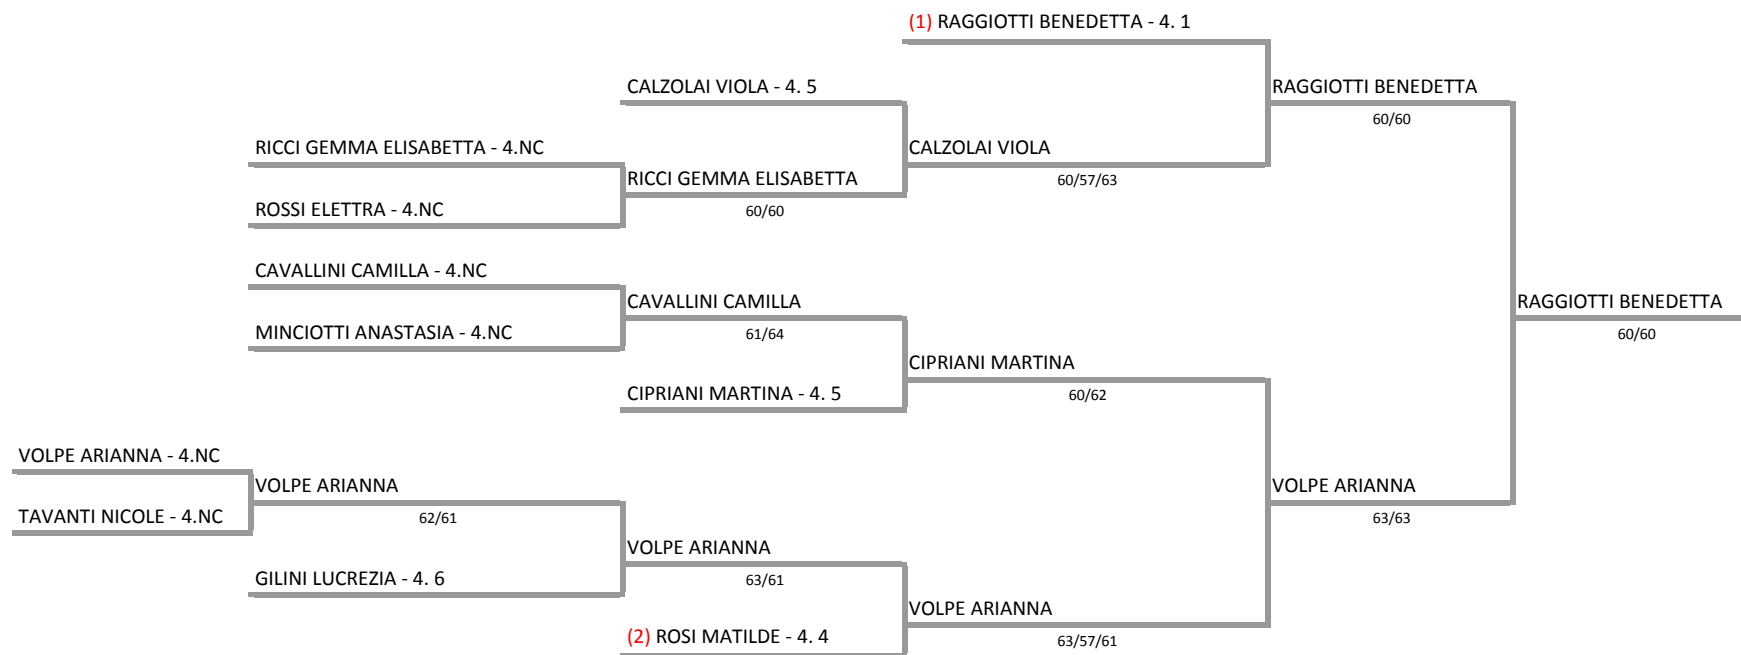 (1) RAGGIOTTI BENEDETTA - 4. 1
CALZOLAI VIOLA - 4. 5
RAGGIOTTI BENEDETTA
60/60
RICCI GEMMA ELISABETTA - 4.NC
CALZOLAI VIOLA
60/57/63
RICCI GEMMA ELISABETTA
60/60
ROSSI ELETTRA - 4.NC
CAVALLINI CAMILLA - 4.NC
CAVALLINI CAMILLA
61/64
RAGGIOTTI BENEDETTA
60/60
MINCIOTTI ANASTASIA - 4.NC
CIPRIANI MARTINA
60/62
CIPRIANI MARTINA - 4. 5
VOLPE ARIANNA - 4.NC
VOLPE ARIANNA
62/61
VOLPE ARIANNA
63/63
TAVANTI NICOLE - 4.NC
VOLPE ARIANNA
63/61
GILINI LUCREZIA - 4. 6
VOLPE ARIANNA
63/57/61
(2) ROSI MATILDE - 4. 4